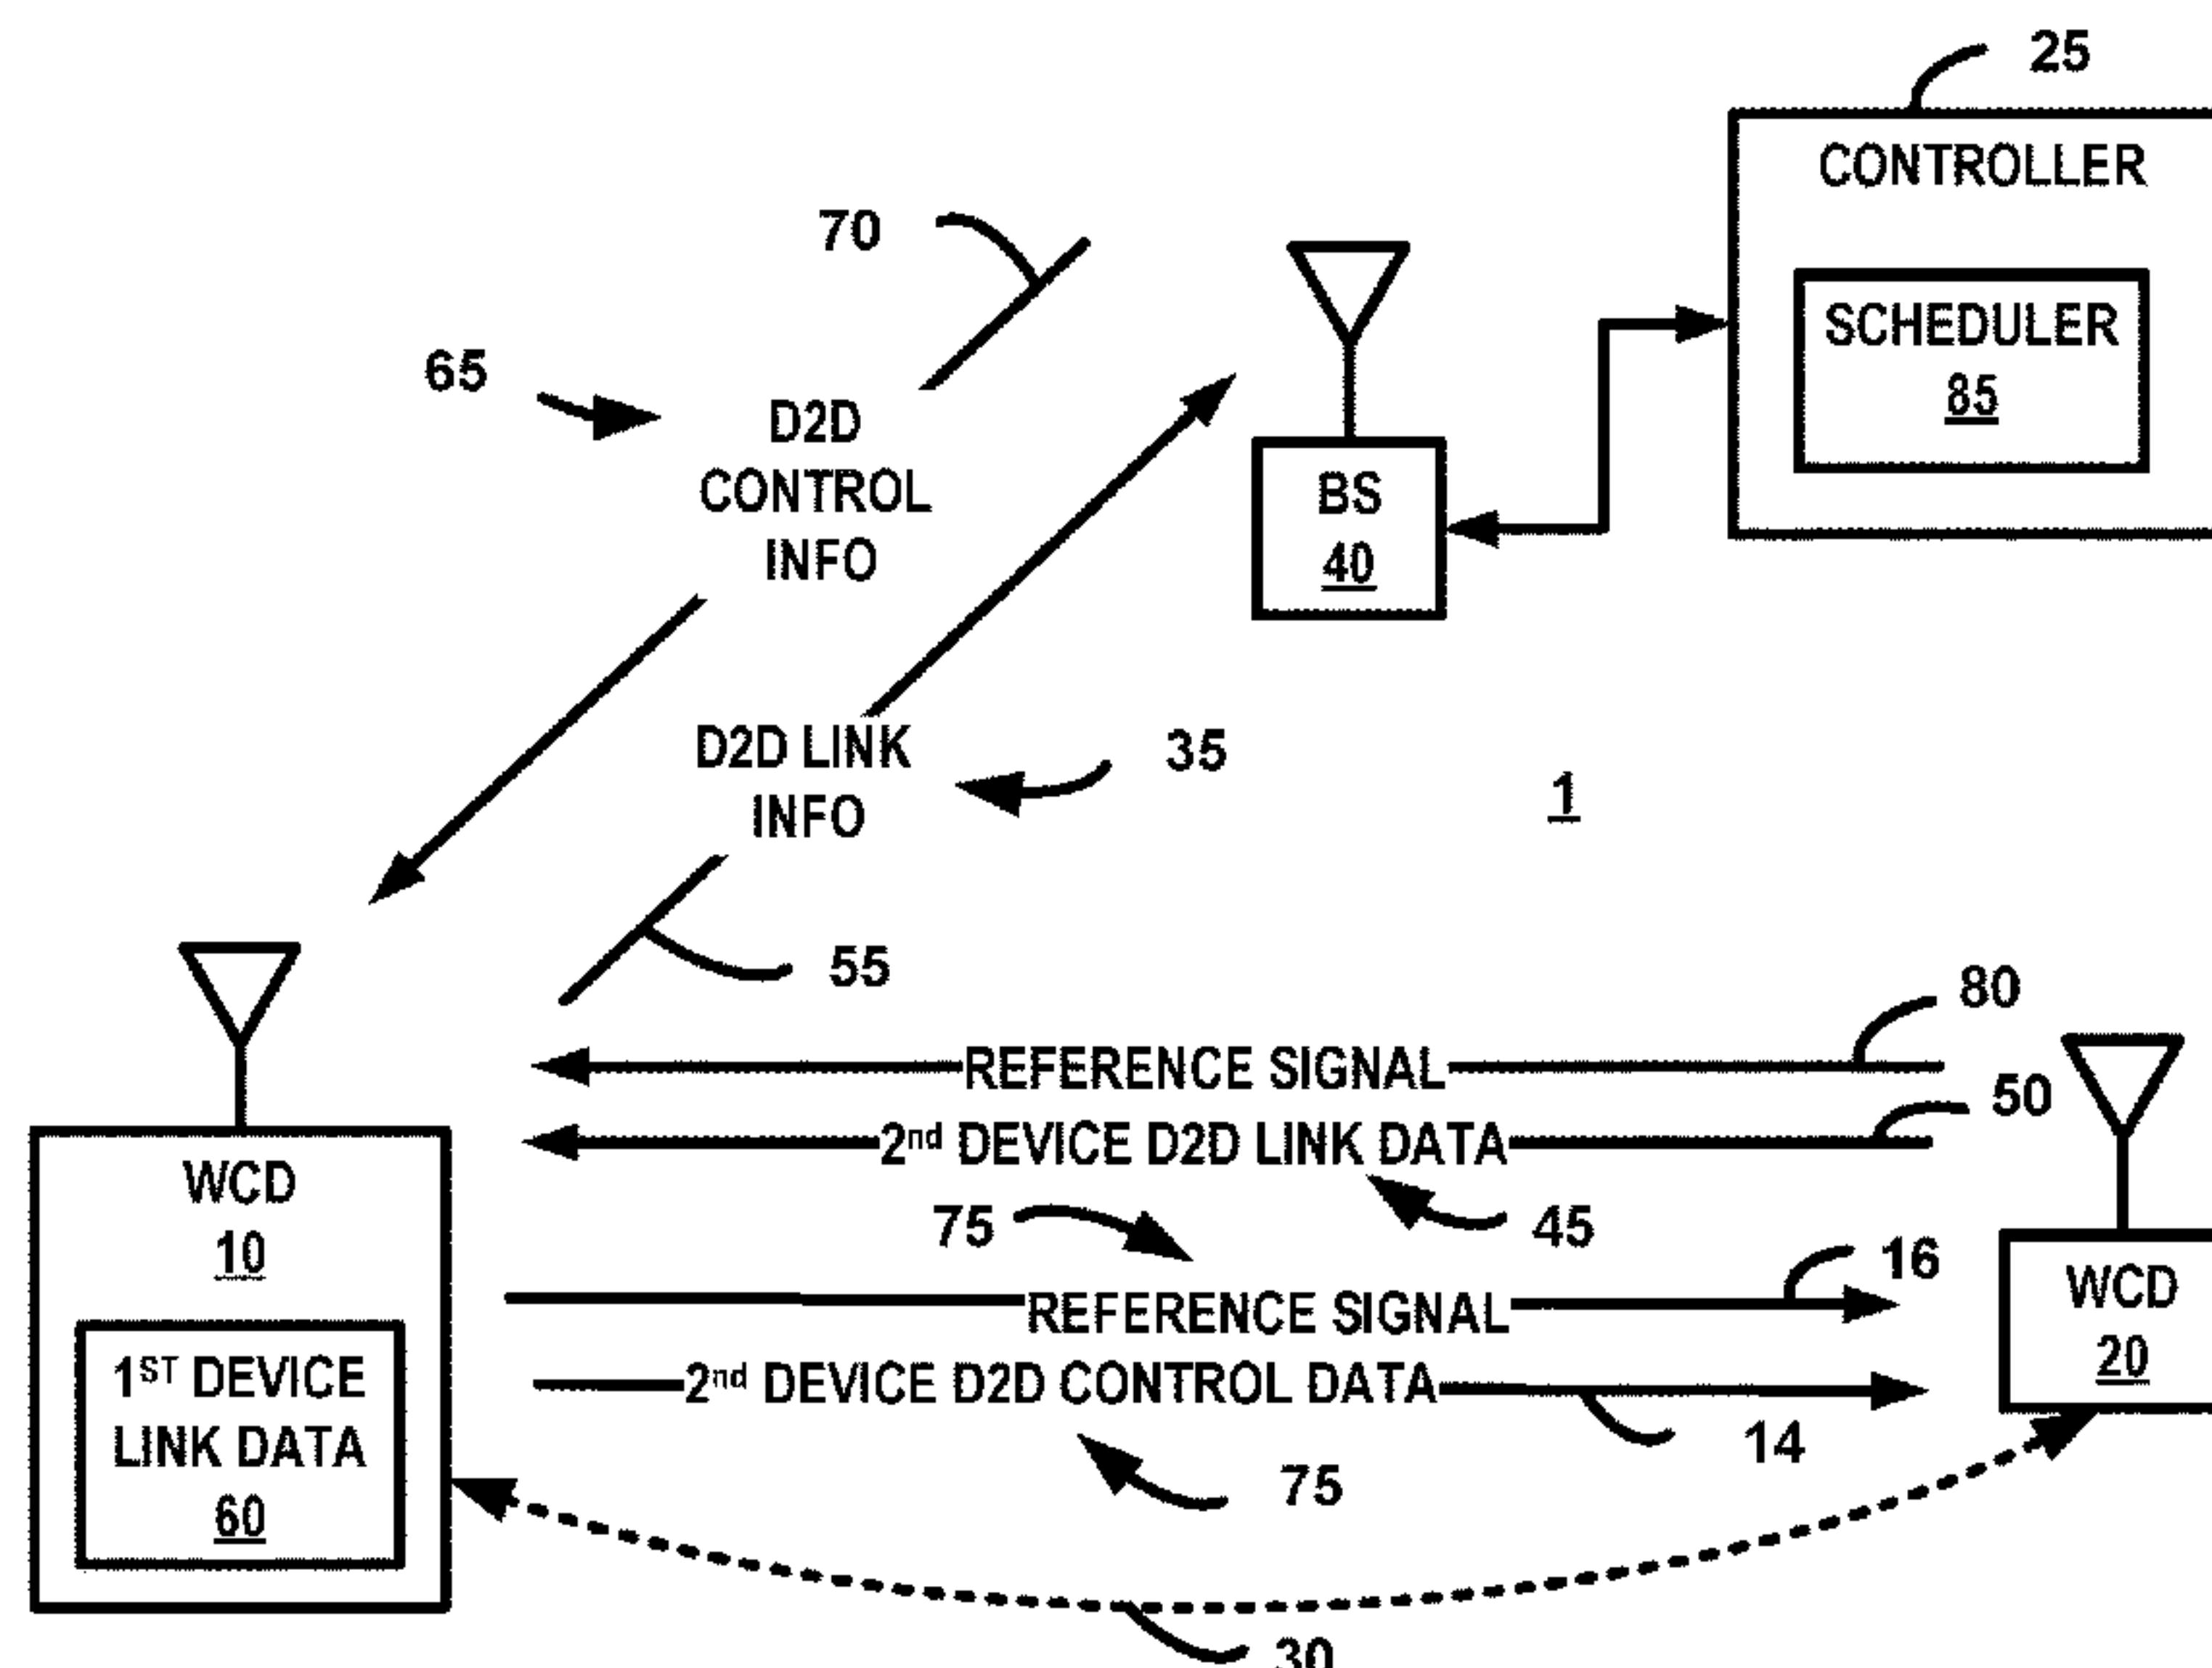 25
CONTROLLER
SCHEDULER
85
70
65
D2D
CONTROL
INFO
BS
40
D2D LINK
INFO
35
1
55
80
REFERENCE SIGNAL
50
2nd DEVICE D2D LINK DATA
75
45
16
REFERENCE SIGNAL
2nd DEVICE D2D CONTROL DATA
14
75
WCD
10
1ST DEVICE
LINK DATA
60
WCD
20
30